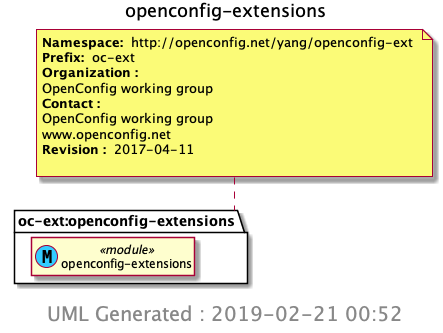 openconfig-extensions
Namespace: http://openconfig.net/yang/openconfig-ext
Prefix: oc-ext
Organization :
OpenConfig working group
Contact :
OpenConfig working group
www.openconfig.net
Revision : 2017-04-11
oc-ext:openconfig-extensions
M
«module»
openconfig-extensions
UML Generated : 2019-02-21 00:52